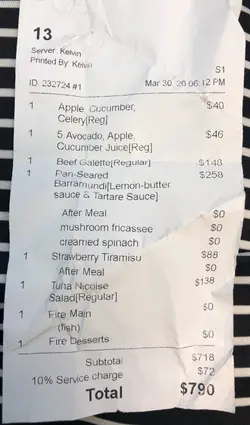 13
Server: Kelvin
Printed By: Kelvin
S1
ID: 232724 #1 Mar 30, '20 06:12 PM
1 Apple, Cucumber, $40
Celery[Reg]
1 5.Avocado, Apple, $46
Cucumber Juice[Reg]
1 Beef Galette[Regular] $148
1 Pan-Seared $258
Barramundi[Lemon-butter
sauce & Tartare Sauce]
After Meal $0
mushroom fricassee $0
creamed spinach $0
1 Strawberry Tiramisu $88
After Meal $0
1 Tuna Nicoise $138
Salad[Regular]
1 Fire Main $0
(fish)
1 Fire Desserts $0
Subtotal $718
10% Service charge $72
Total $790